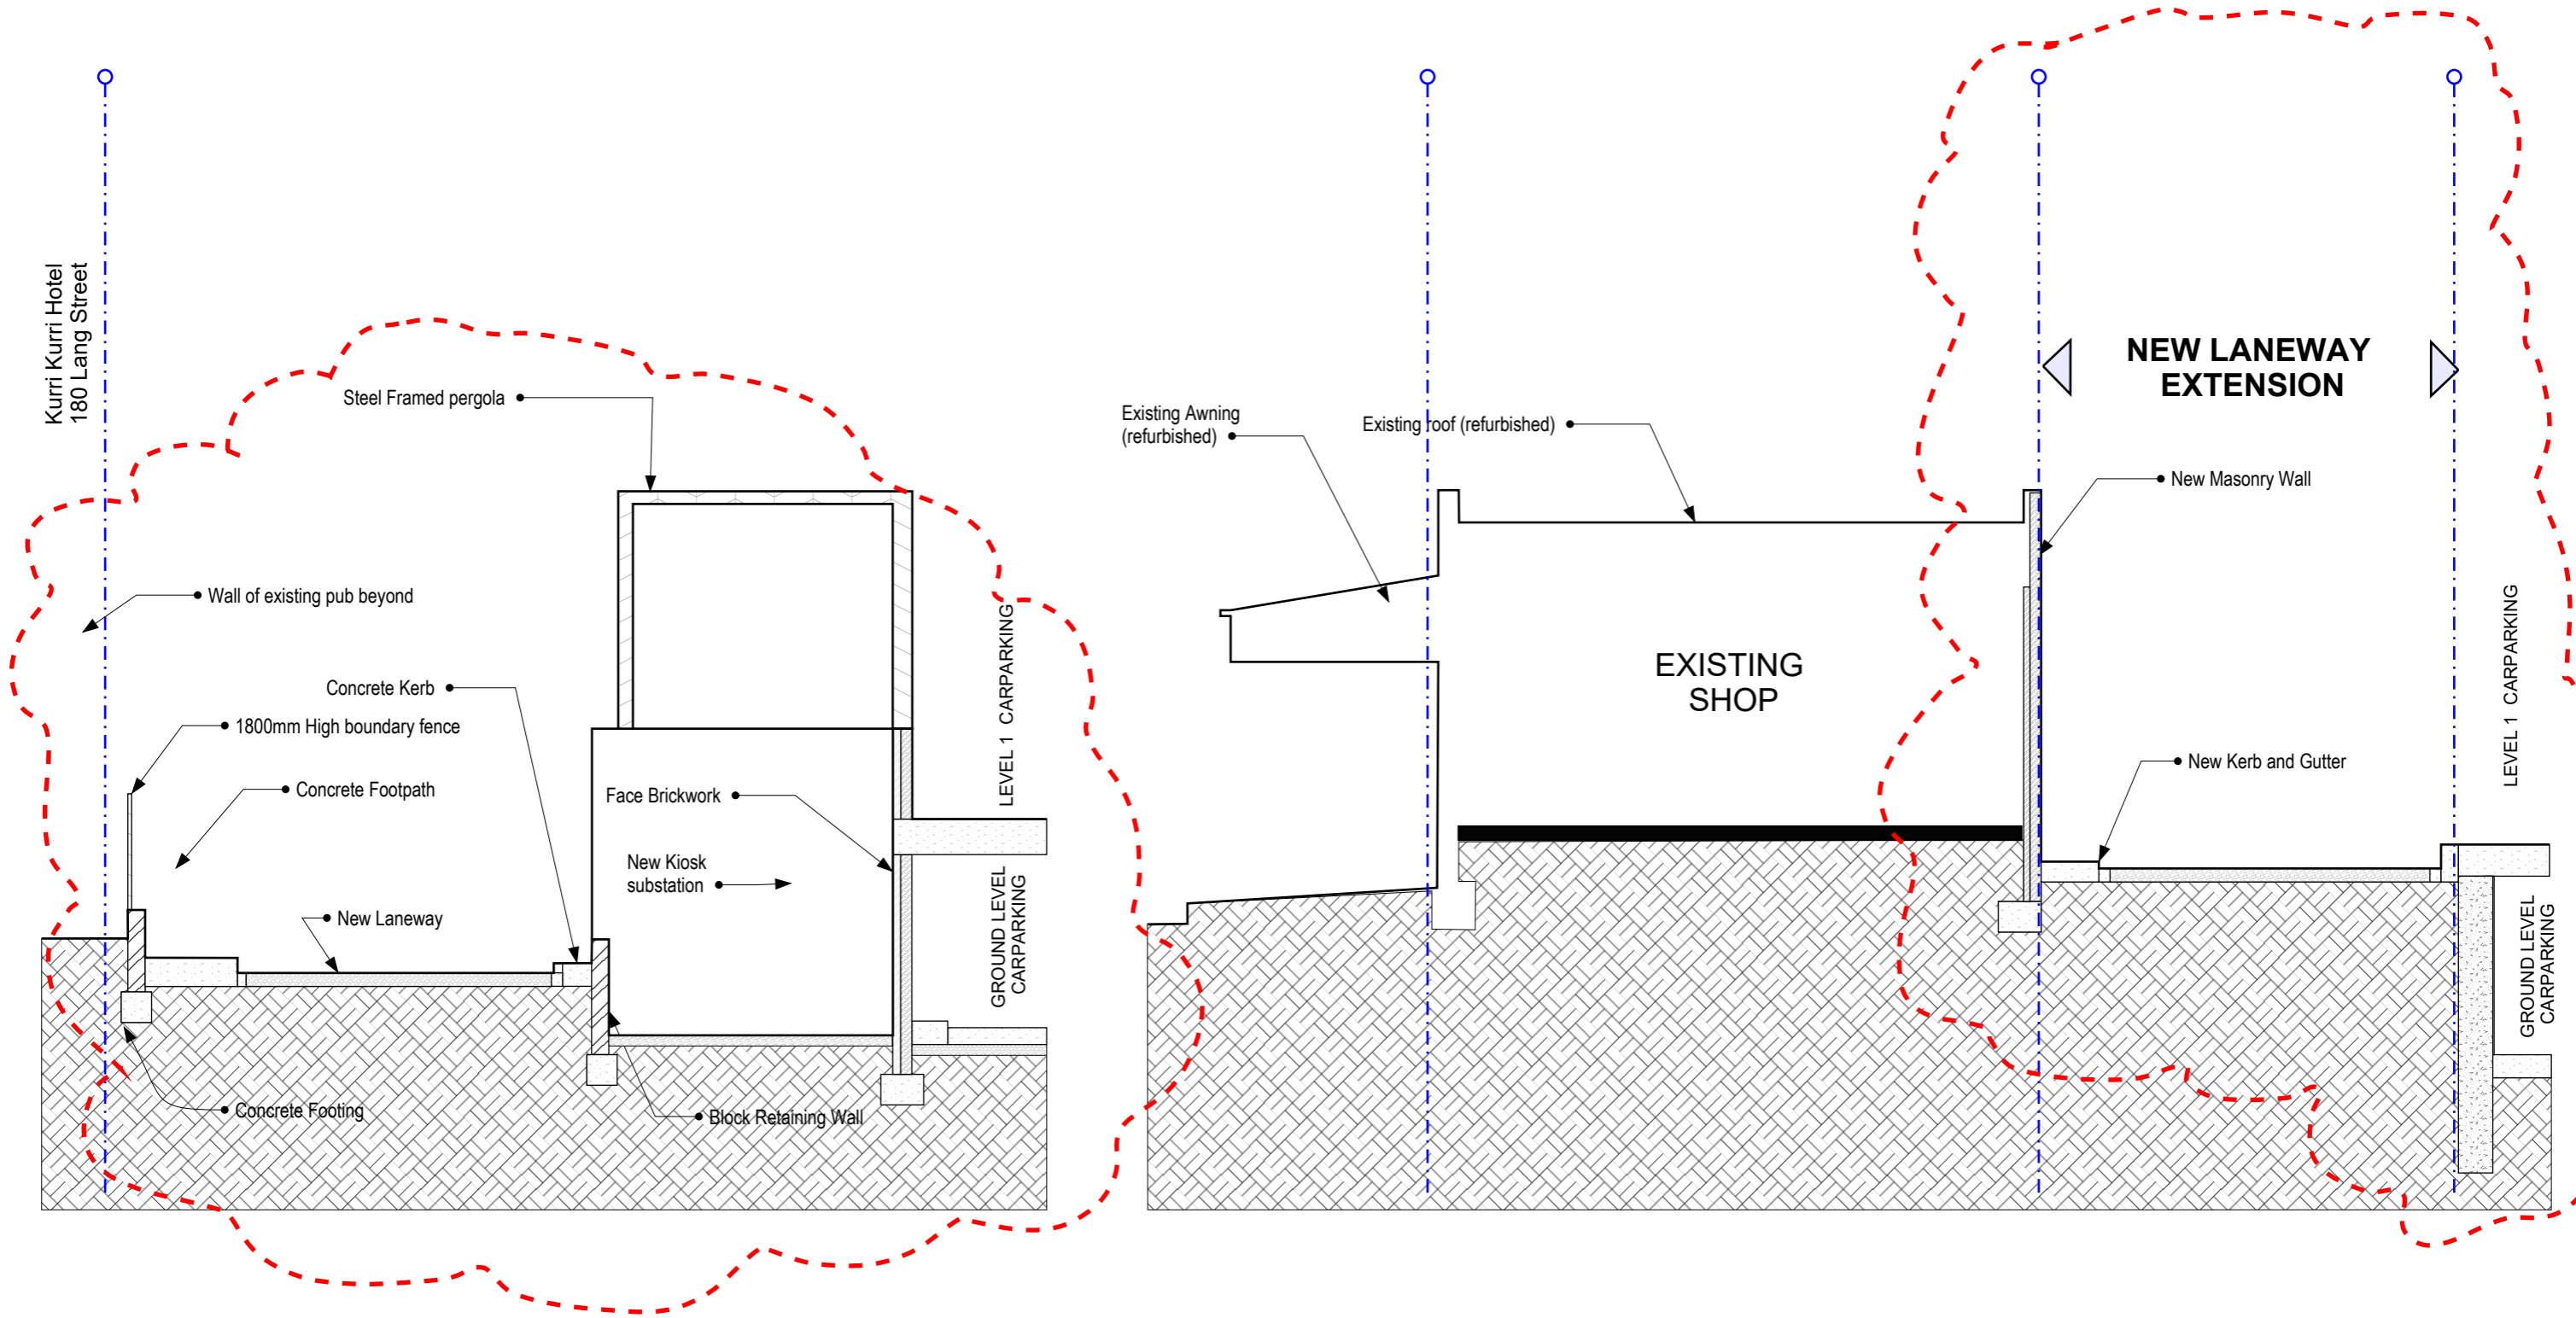 Kurri Kurri Hotel
180 Lang Street
Steel Framed pergola
Wall of existing pub beyond
Concrete Kerb
1800mm High boundary fence
Concrete Footpath
Face Brickwork
New Kiosk
substation
New Laneway
Concrete Footing
Block Retaining Wall
LEVEL 1 CARPARKING
GROUND LEVEL
CARPARKING
Existing Awning
(refurbished)
Existing roof (refurbished)
EXISTING
SHOP
NEW LANEWAY
EXTENSION
New Masonry Wall
New Kerb and Gutter
LEVEL 1 CARPARKING
GROUND LEVEL
CARPARKING